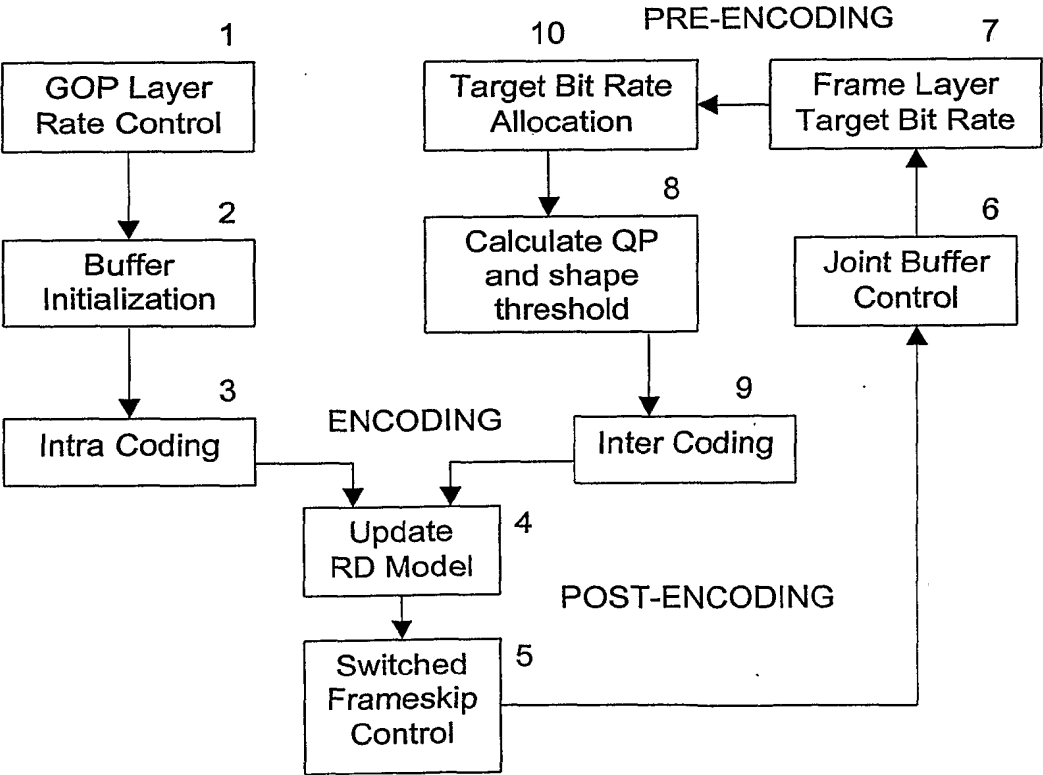 PRE-ENCODING
1
GOP Layer
Rate Control
10
Target Bit Rate
Allocation
7
Frame Layer
Target Bit Rate
2
Buffer
Initialization
8
Calculate QP
and shape
threshold
6
Joint Buffer
Control
3
Intra Coding
ENCODING
9
Inter Coding
Update
RD Model
4
POST-ENCODING
Switched
Frameskip
Control
5